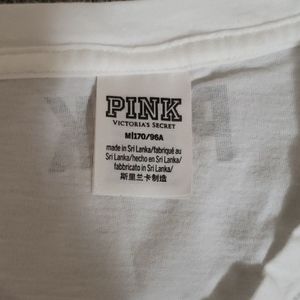 PINK
VICTORIA'S SECRET
M|170/96A
made in Sri Lanka/fabriqué au
Sri Lanka/hecho en Sri Lanka/
fabbricato in Sri Lanka/
斯里兰卡制造